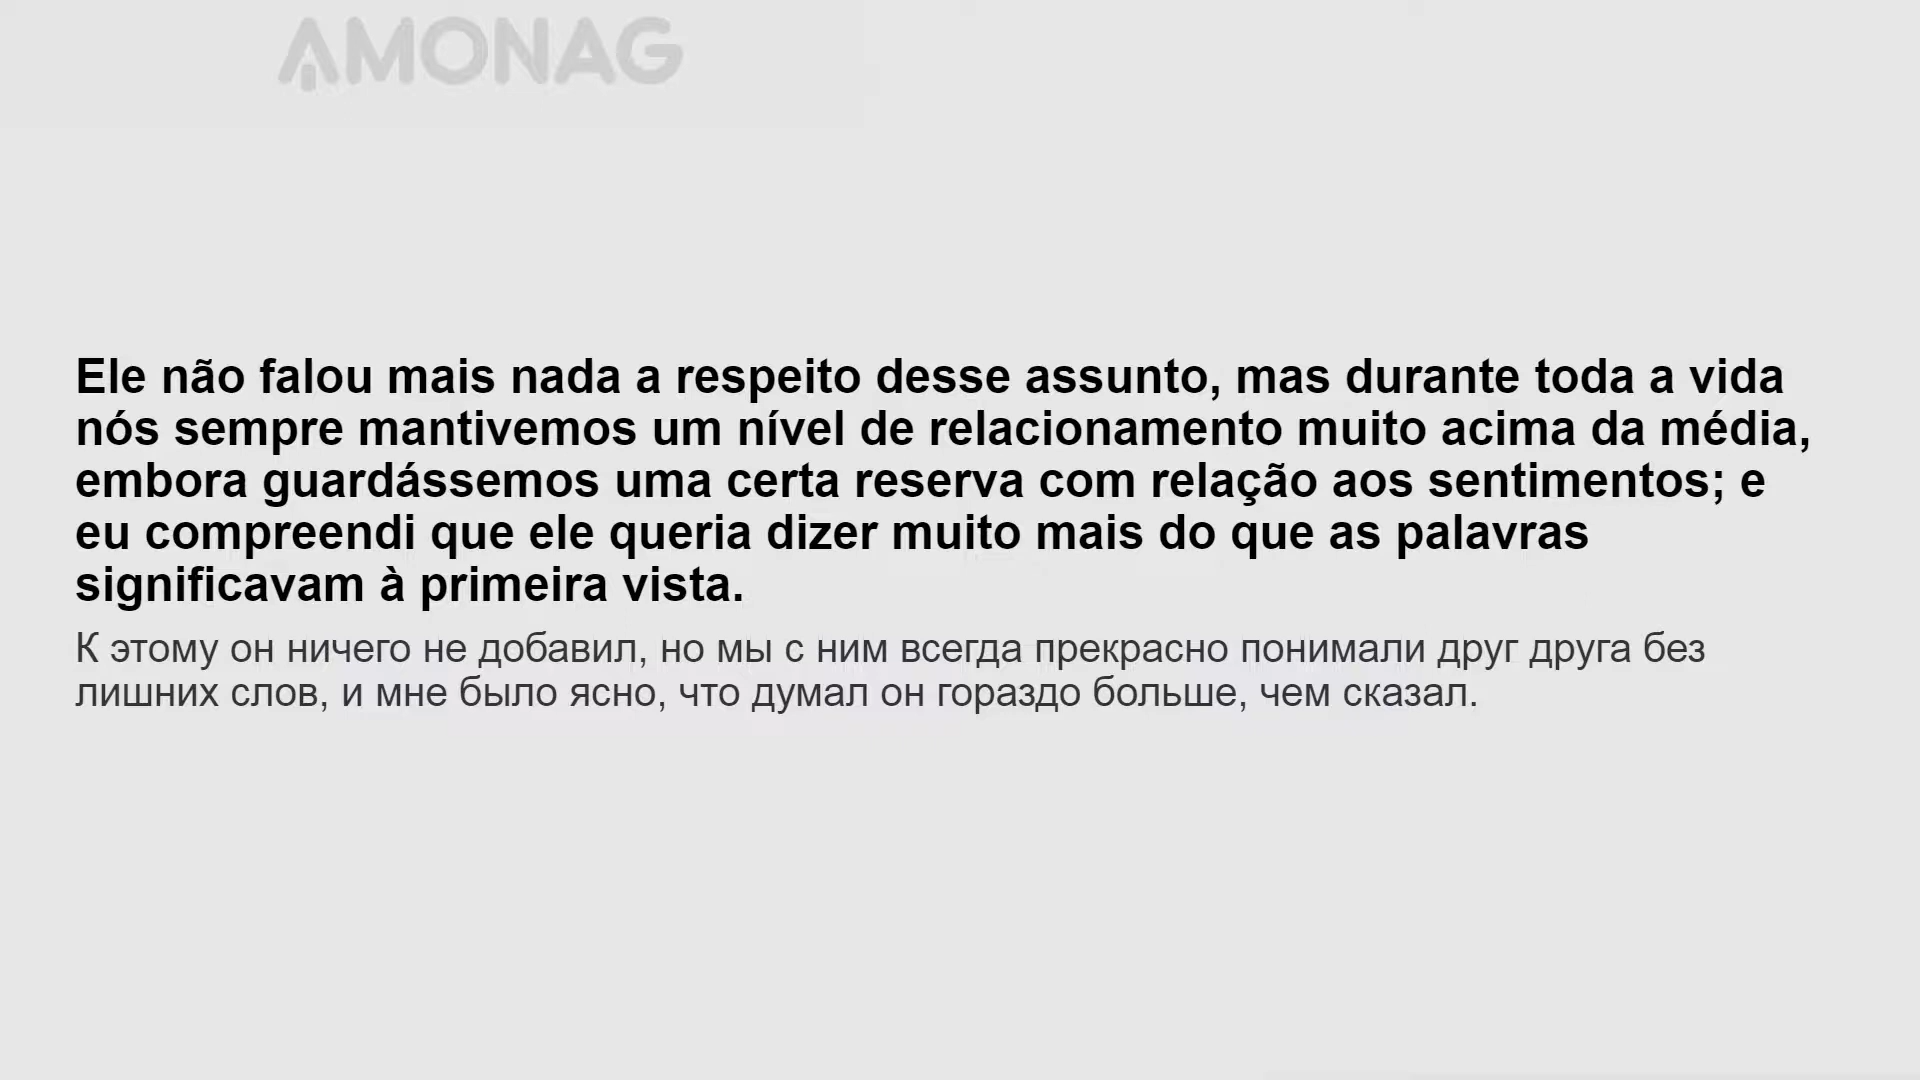 AMONAG
Ele não falou mais nada a respeito desse assunto, mas durante toda a vida
nós sempre mantivemos um nível de relacionamento muito acima da média,
embora guardássemos uma certa reserva com relação aos sentimentos; e
eu compreendi que ele queria dizer muito mais do que as palavras
significavam à primeira vista.
К этому он ничего не добавил, но мы с ним всегда прекрасно понимали друг друга без
лишних слов, и мне было ясно, что думал он гораздо больше, чем сказал.